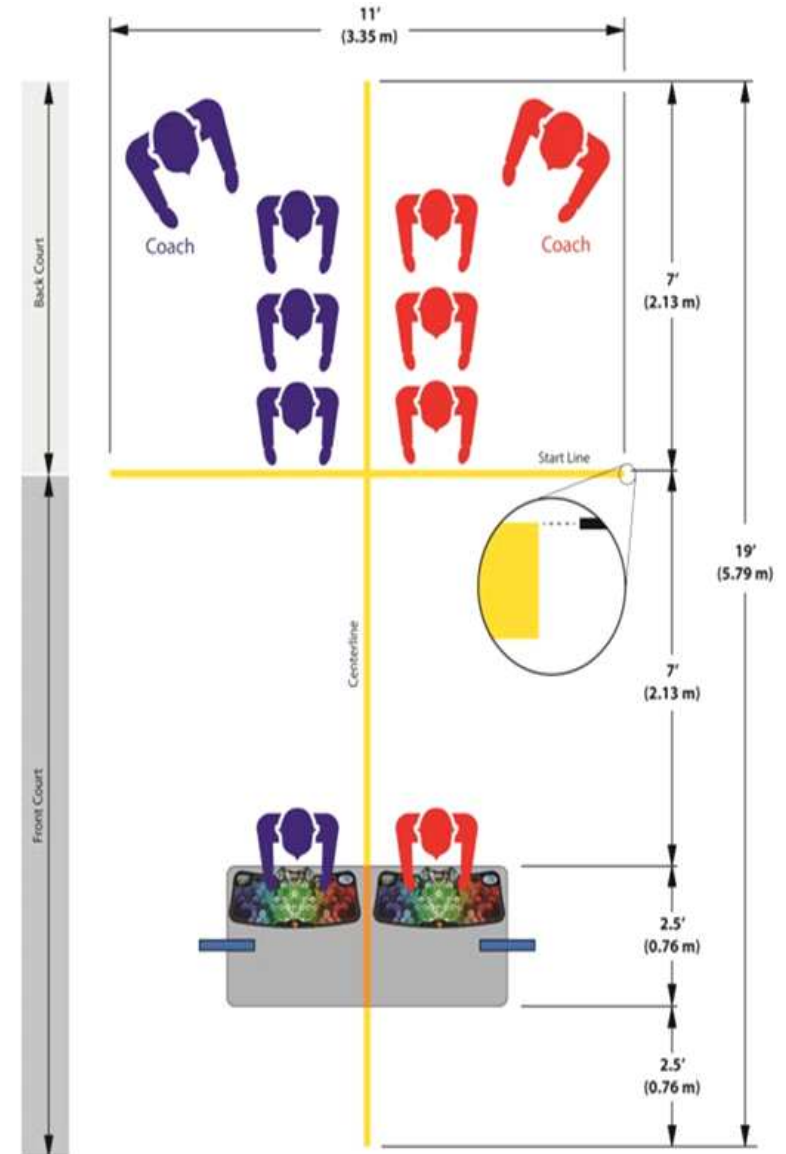 11'
(3.35 m)
Back Court
Coach
Coach
7'
(2.13 m)
Start Line
19'
(5.79 m)
Centerline
7'
(2.13 m)
Front Court
2.5'
(0.76 m)
2.5'
(0.76 m)